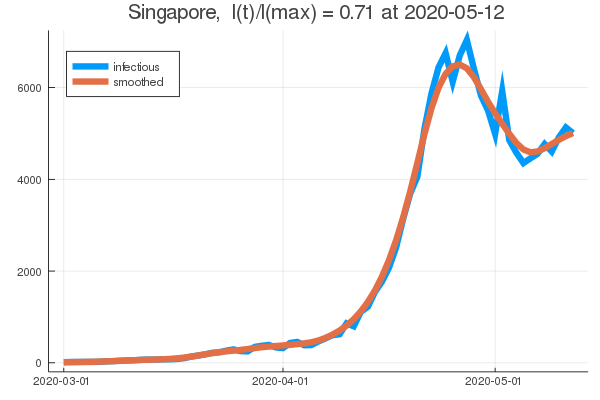 Singapore, I(t)/I(max) = 0.71 at 2020-05-12
infectious
smoothed
6000
4000
2000
0
2020-03-01
2020-04-01
2020-05-01